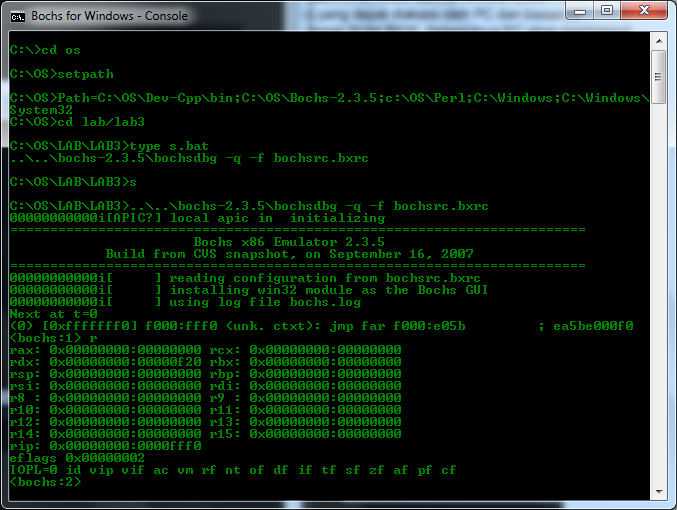 Bochs for Windows - Console
C:\>cd os
C:\OS>setpath
C:\OS>Path=C:\OS\Dev-Cpp\bin;C:\OS\Bochs-2.3.5;c:\OS\Perl;C:\Windows;C:\Windows\
System32
C:\OS>cd lab/lab3
C:\OS\LAB\LAB3>type s.bat
..\..\bochs-2.3.5\bochsdbg -q -f bochsrc.bxrc
C:\OS\LAB\LAB3>s
C:\OS\LAB\LAB3>..\..\bochs-2.3.5\bochsdbg -q -f bochsrc.bxrc
00000000000i[APIC?] local apic in  initializing
========================================================================
Bochs x86 Emulator 2.3.5
Build from CVS snapshot, on September 16, 2007
========================================================================
00000000000i[     ] reading configuration from bochsrc.bxrc
00000000000i[     ] installing win32 module as the Bochs GUI
00000000000i[     ] using log file bochs.log
Next at t=0
(0) [0xfffffff0] f000:fff0 (unk. ctxt): jmp far f000:e05b         ; ea5be000f0
<bochs:1> r
rax: 0x00000000:00000000 rcx: 0x00000000:00000000
rdx: 0x00000000:00000f20 rbx: 0x00000000:00000000
rsp: 0x00000000:00000000 rbp: 0x00000000:00000000
rsi: 0x00000000:00000000 rdi: 0x00000000:00000000
r8 : 0x00000000:00000000 r9 : 0x00000000:00000000
r10: 0x00000000:00000000 r11: 0x00000000:00000000
r12: 0x00000000:00000000 r13: 0x00000000:00000000
r14: 0x00000000:00000000 r15: 0x00000000:00000000
rip: 0x00000000:0000fff0
eflags 0x00000002
IOPL=0 id vip vif ac vm rf nt of df if tf sf zf af pf cf
<bochs:2>